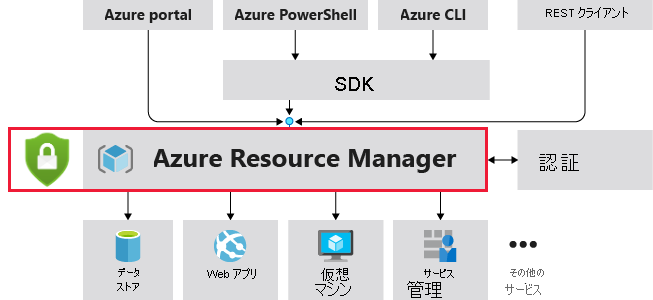 Azure portal
Azure PowerShell
Azure CLI
REST クライアント
SDK
Azure Resource Manager
認証
データ
ストア
Web アプリ
仮想
マシン
サービス
管理
その他の
サービス